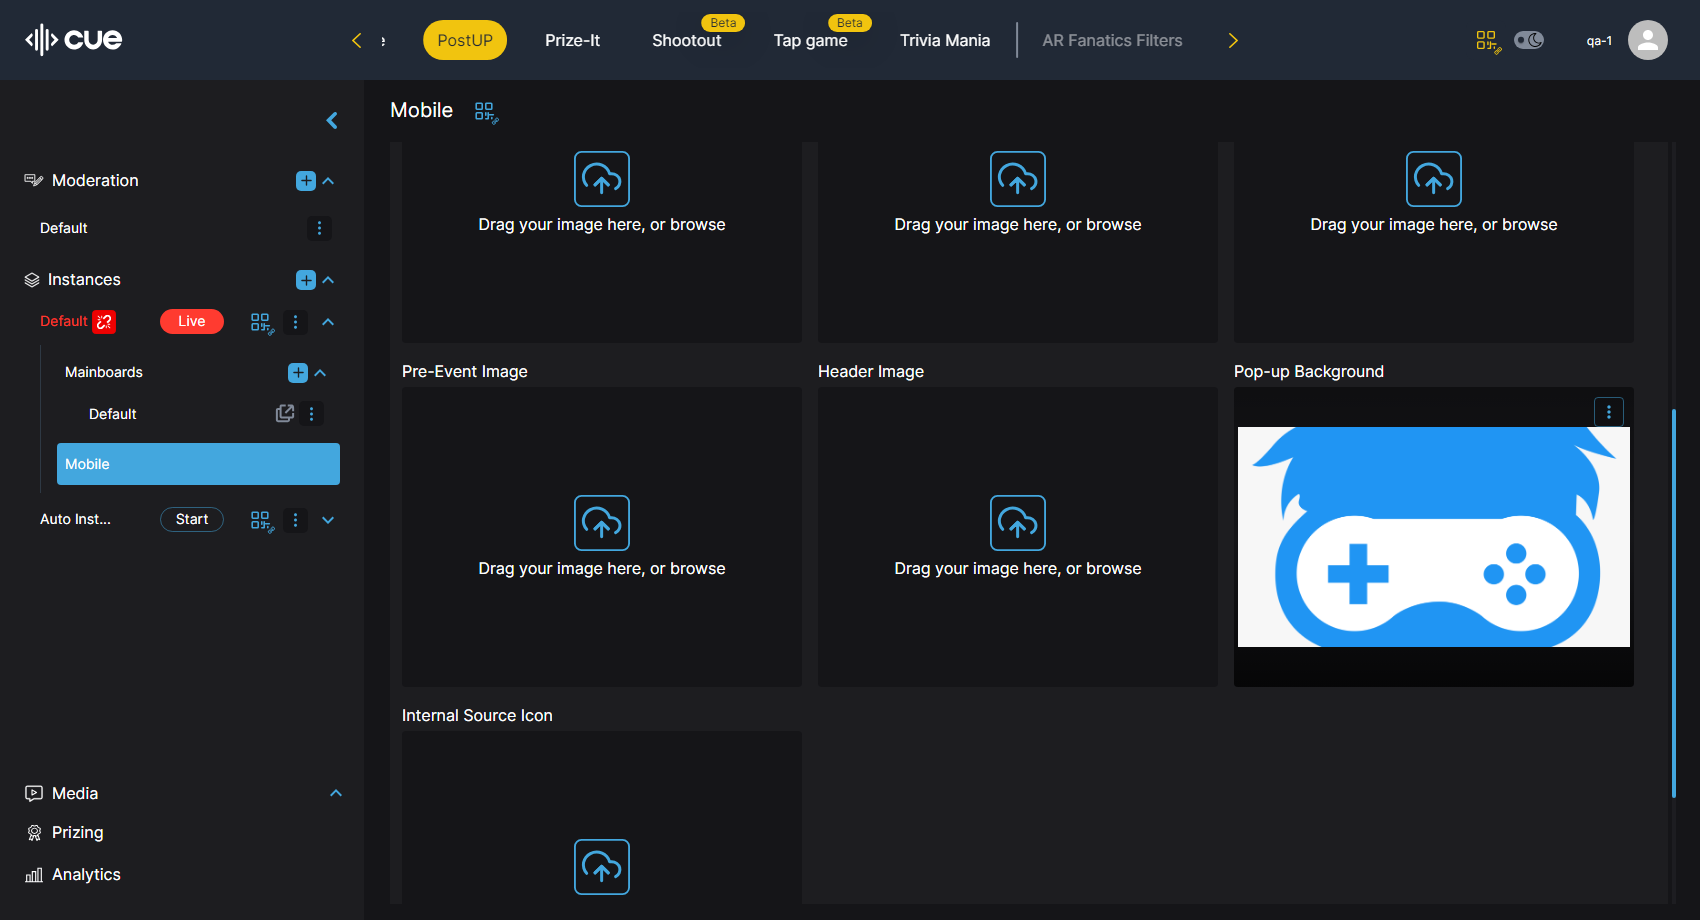 cue
e
PostUP
Prize-It
Shootout
Beta
Tap game
Beta
Trivia Mania
AR Fanatics Filters
qa-1
Moderation
Default
Instances
Default
Live
Mainboards
Default
Mobile
Auto Inst...
Start
Media
Prizing
Analytics
Mobile
Drag your image here, or browse
Drag your image here, or browse
Drag your image here, or browse
Pre-Event Image
Header Image
Pop-up Background
Drag your image here, or browse
Drag your image here, or browse
Internal Source Icon